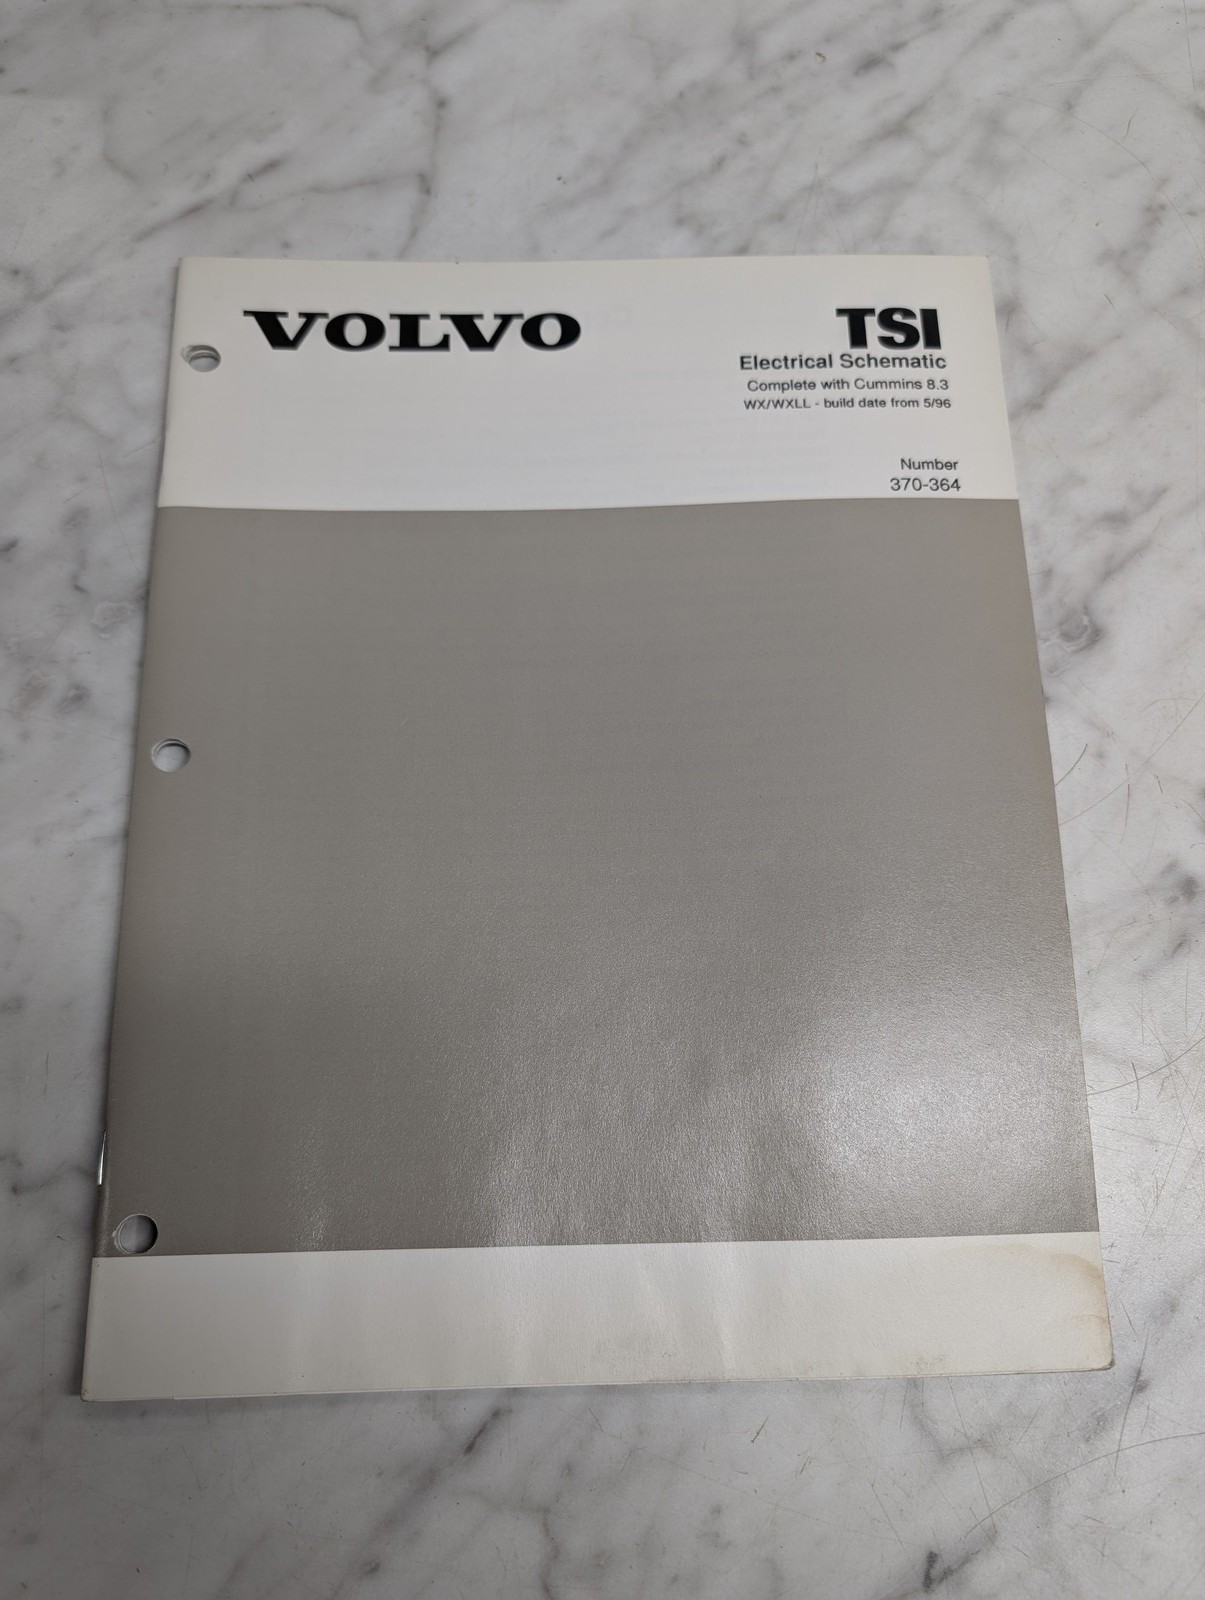 VOLVO
TSI
Electrical Schematic
Complete with Cummins 8.3
WX/WXLL - build date from 5/96
Number
370-364